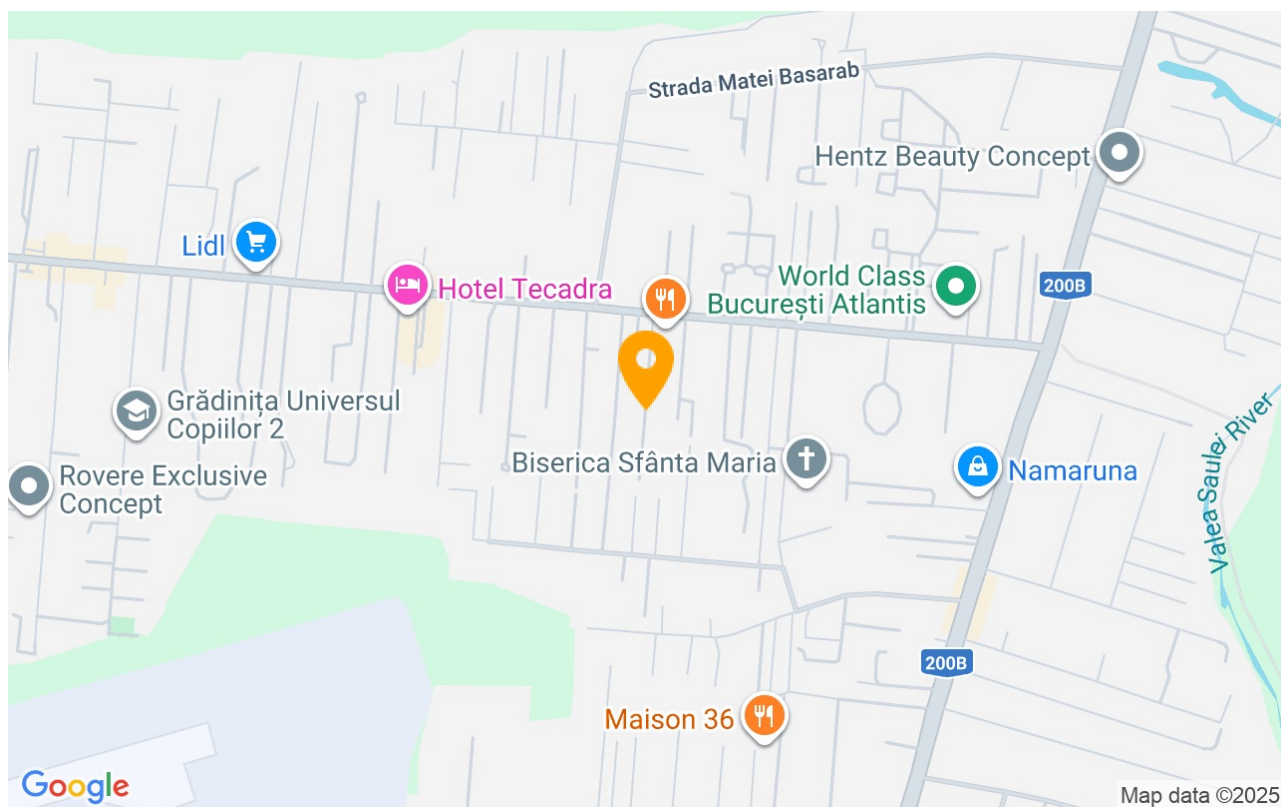 Strada Matei Basarab
Hentz Beauty Concept
Lidl
Hotel Tecadra
World Class
București Atlantis
200B
Grădinița Universul
Copiilor 2
Rovere Exclusive
Concept
Biserica Sfânta Maria
Namaruna
Valea Saulei River
200B
Maison 36
Google
Map data ©2025